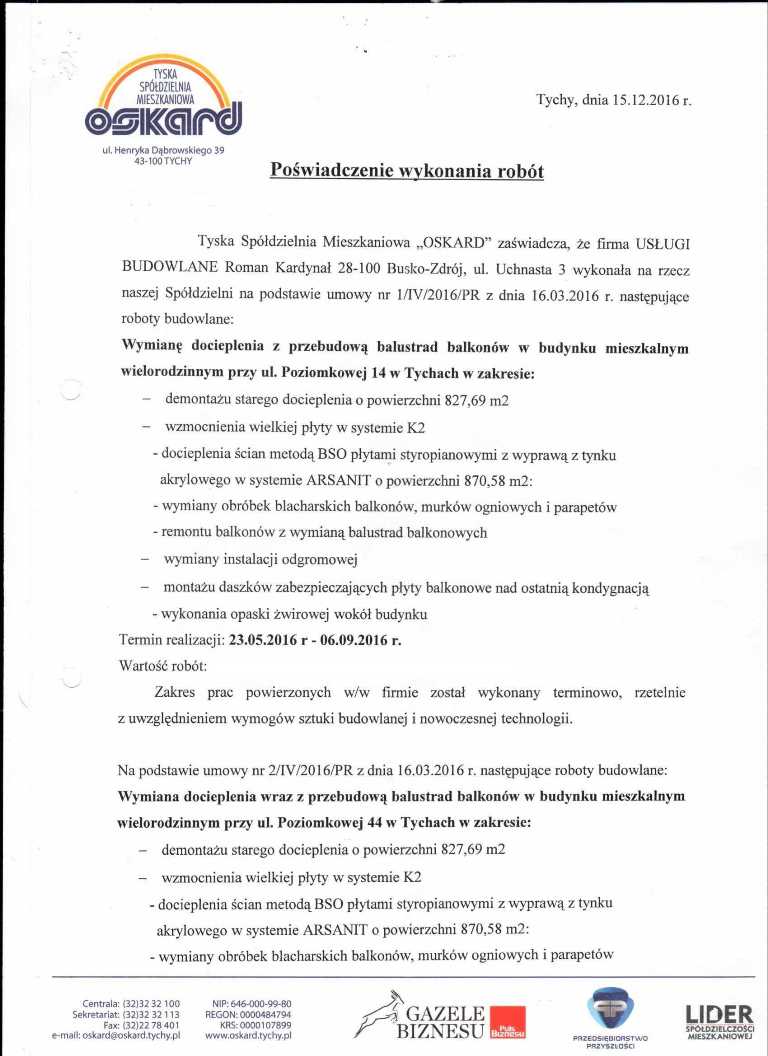 TYSKA
SPÓŁDZIELNIA
MIESZKANIOWA
OSKARD
ul. Henryka Dąbrowskiego 39
43-100 TYCHY
Tychy, dnia 15.12.2016 r.
Poświadczenie wykonania robót
Tyska Spółdzielnia Mieszkaniowa „OSKARD” zaświadcza, że firma USŁUGI
BUDOWLANE Roman Kardynał 28-100 Busko-Zdrój, ul. Uchnasta 3 wykonała na rzecz
naszej Spółdzielni na podstawie umowy nr 1/IV/2016/PR z dnia 16.03.2016 r. następujące
roboty budowlane:
Wymianę docieplenia z przebudową balustrad balkonów w budynku mieszkalnym
wielorodzinnym przy ul. Poziomkowej 14 w Tychach w zakresie:
– demontażu starego docieplenia o powierzchni 827,69 m2
– wzmocnienia wielkiej płyty w systemie K2
- docieplenia ścian metodą BSO płytami styropianowymi z wyprawą z tynku
akrylowego w systemie ARSANIT o powierzchni 870,58 m2:
- wymiany obróbek blacharskich balkonów, murków ogniowych i parapetów
- remontu balkonów z wymianą balustrad balkonowych
– wymiany instalacji odgromowej
– montażu daszków zabezpieczających płyty balkonowe nad ostatnią kondygnacją
- wykonania opaski żwirowej wokół budynku
Termin realizacji: 23.05.2016 r - 06.09.2016 r.
Wartość robót:
Zakres prac powierzonych w/w firmie został wykonany terminowo, rzetelnie
z uwzględnieniem wymogów sztuki budowlanej i nowoczesnej technologii.
Na podstawie umowy nr 2/IV/2016/PR z dnia 16.03.2016 r. następujące roboty budowlane:
Wymiana docieplenia wraz z przebudową balustrad balkonów w budynku mieszkalnym
wielorodzinnym przy ul. Poziomkowej 44 w Tychach w zakresie:
– demontażu starego docieplenia o powierzchni 827,69 m2
– wzmocnienia wielkiej płyty w systemie K2
- docieplenia ścian metodą BSO płytami styropianowymi z wyprawą z tynku
akrylowego w systemie ARSANIT o powierzchni 870,58 m2:
- wymiany obróbek blacharskich balkonów, murków ogniowych i parapetów
Centrala: (32)32 32 100
Sekretariat: (32)32 32 113
Fax: (32)22 78 401
e-mail: oskard@oskard.tychy.pl
NIP: 646-000-99-80
REGON: 0000484794
KRS: 0000107899
www.oskard.tychy.pl
GAZELE
BIZNESU
Puls
Biznesu
PRZEDSIĘBIORSTWO
PRZYSZŁOŚCI
LIDER
SPÓŁDZIELCZOŚCI
MIESZKANIOWEJ